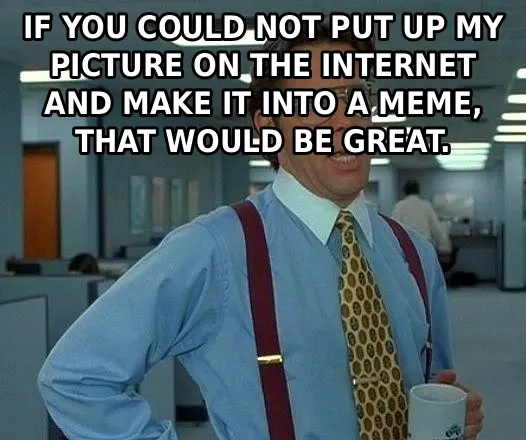 IF YOU COULD NOT PUT UP MY
PICTURE ON THE INTERNET
AND MAKE IT INTO A MEME,
THAT WOULD BE GREAT.